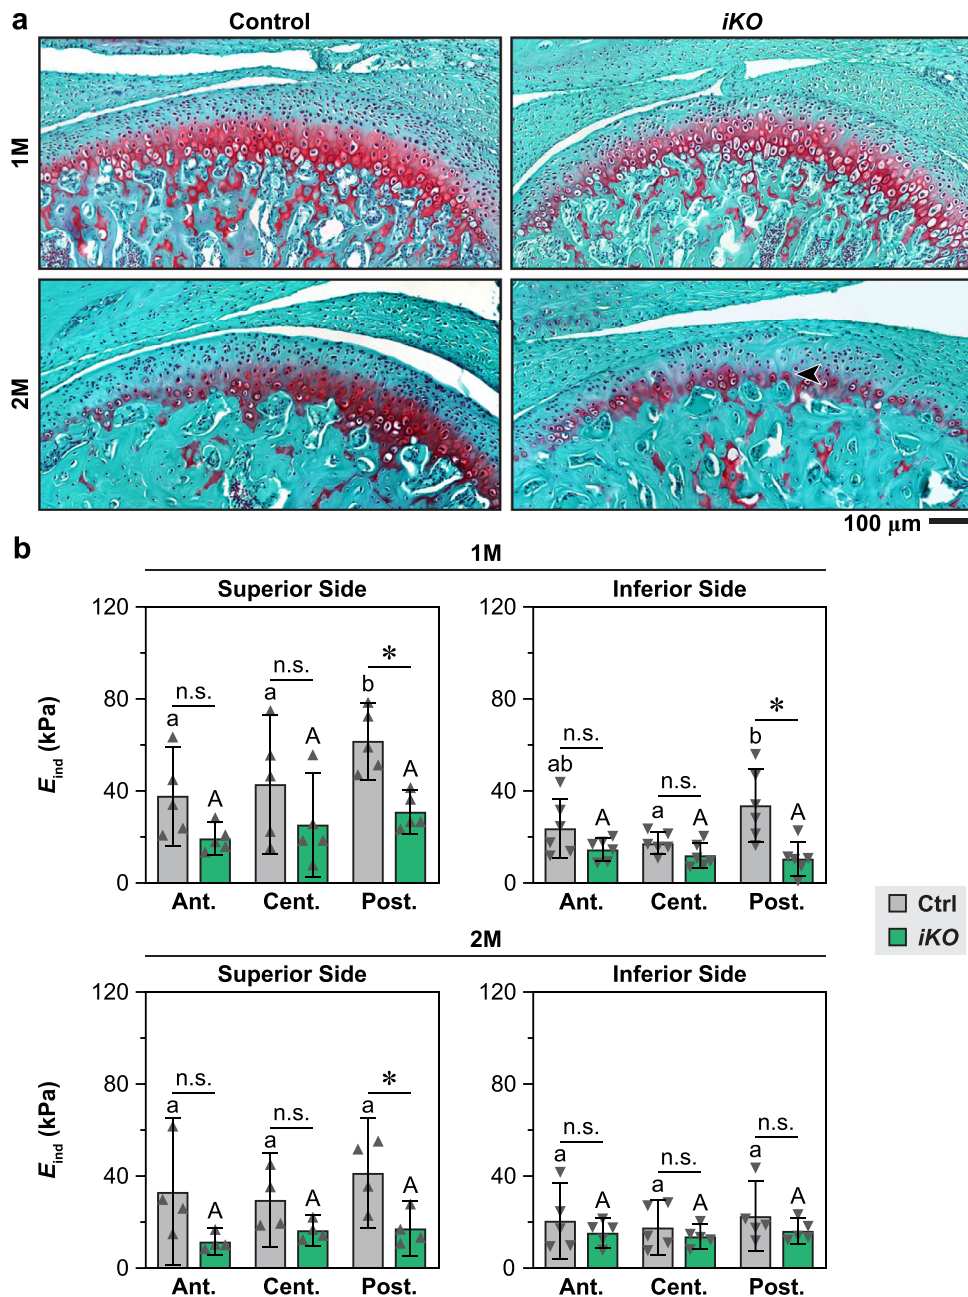 a
Control
iKO
1M
2M
100 μm
b
1M
Superior Side
Inferior Side
120
80
40
0
Eind (kPa)
n.s.
n.s.
*
a
A
a
A
b
A
Ant.
Cent.
Post.
120
80
40
0
n.s.
n.s.
*
ab
A
a
A
b
A
Ant.
Cent.
Post.
Ctrl
iKO
2M
Superior Side
Inferior Side
120
80
40
0
Eind (kPa)
n.s.
n.s.
*
a
A
a
A
a
A
Ant.
Cent.
Post.
120
80
40
0
n.s.
n.s.
n.s.
a
A
a
A
a
A
Ant.
Cent.
Post.